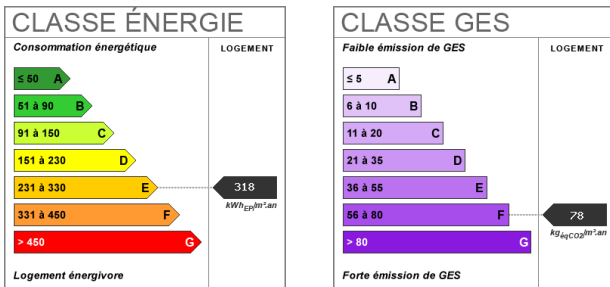 CLASSE ÉNERGIE
Consommation énergétique
LOGEMENT
≤ 50 A
51 à 90 B
91 à 150 C
151 à 230 D
231 à 330 E
318
kWhEP/m².an
331 à 450 F
> 450 G
Logement énergivore
CLASSE GES
Faible émission de GES
LOGEMENT
≤ 5 A
6 à 10 B
11 à 20 C
21 à 35 D
36 à 55 E
56 à 80 F
78
kgéqCO2/m².an
> 80 G
Forte émission de GES